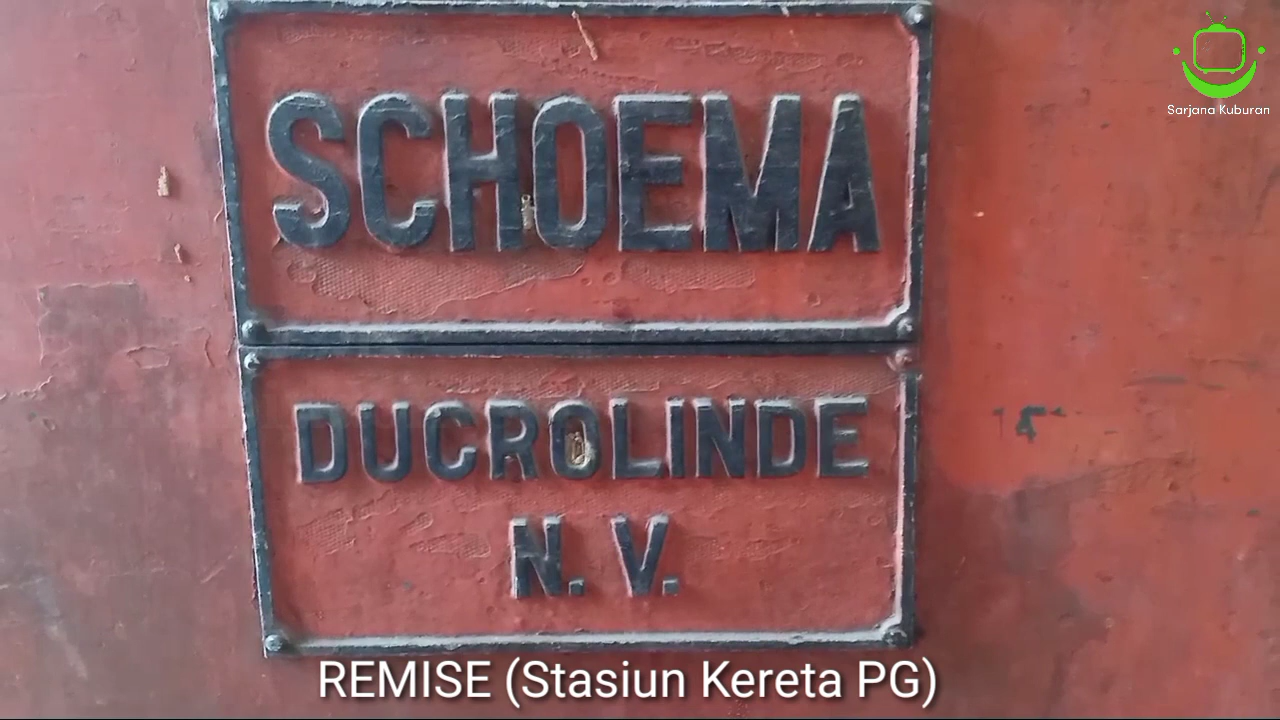 Sarjana Kuburan
SCHOEMA
DUCROLINDE
N. V.
REMISE (Stasiun Kereta PG)